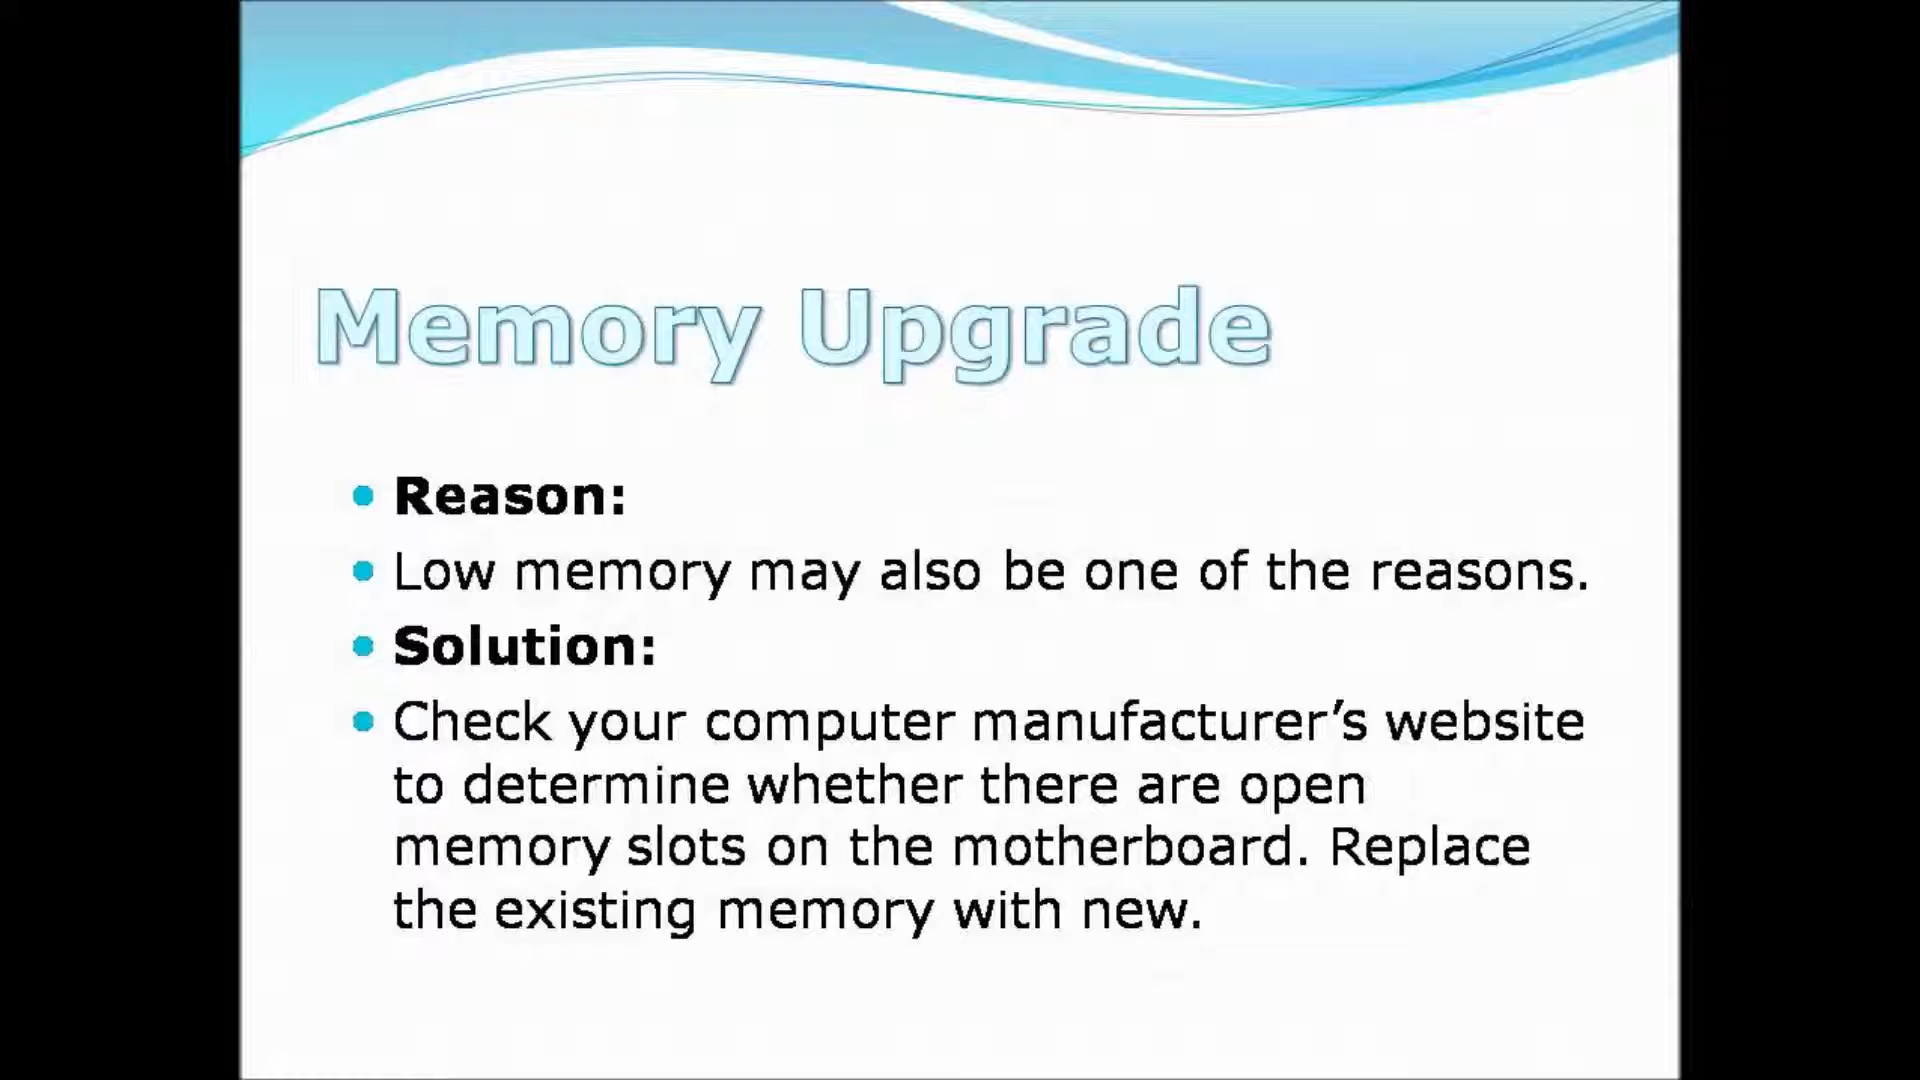 Memory Upgrade
Reason:
Low memory may also be one of the reasons.
Solution:
Check your computer manufacturer’s website
to determine whether there are open
memory slots on the motherboard. Replace
the existing memory with new.